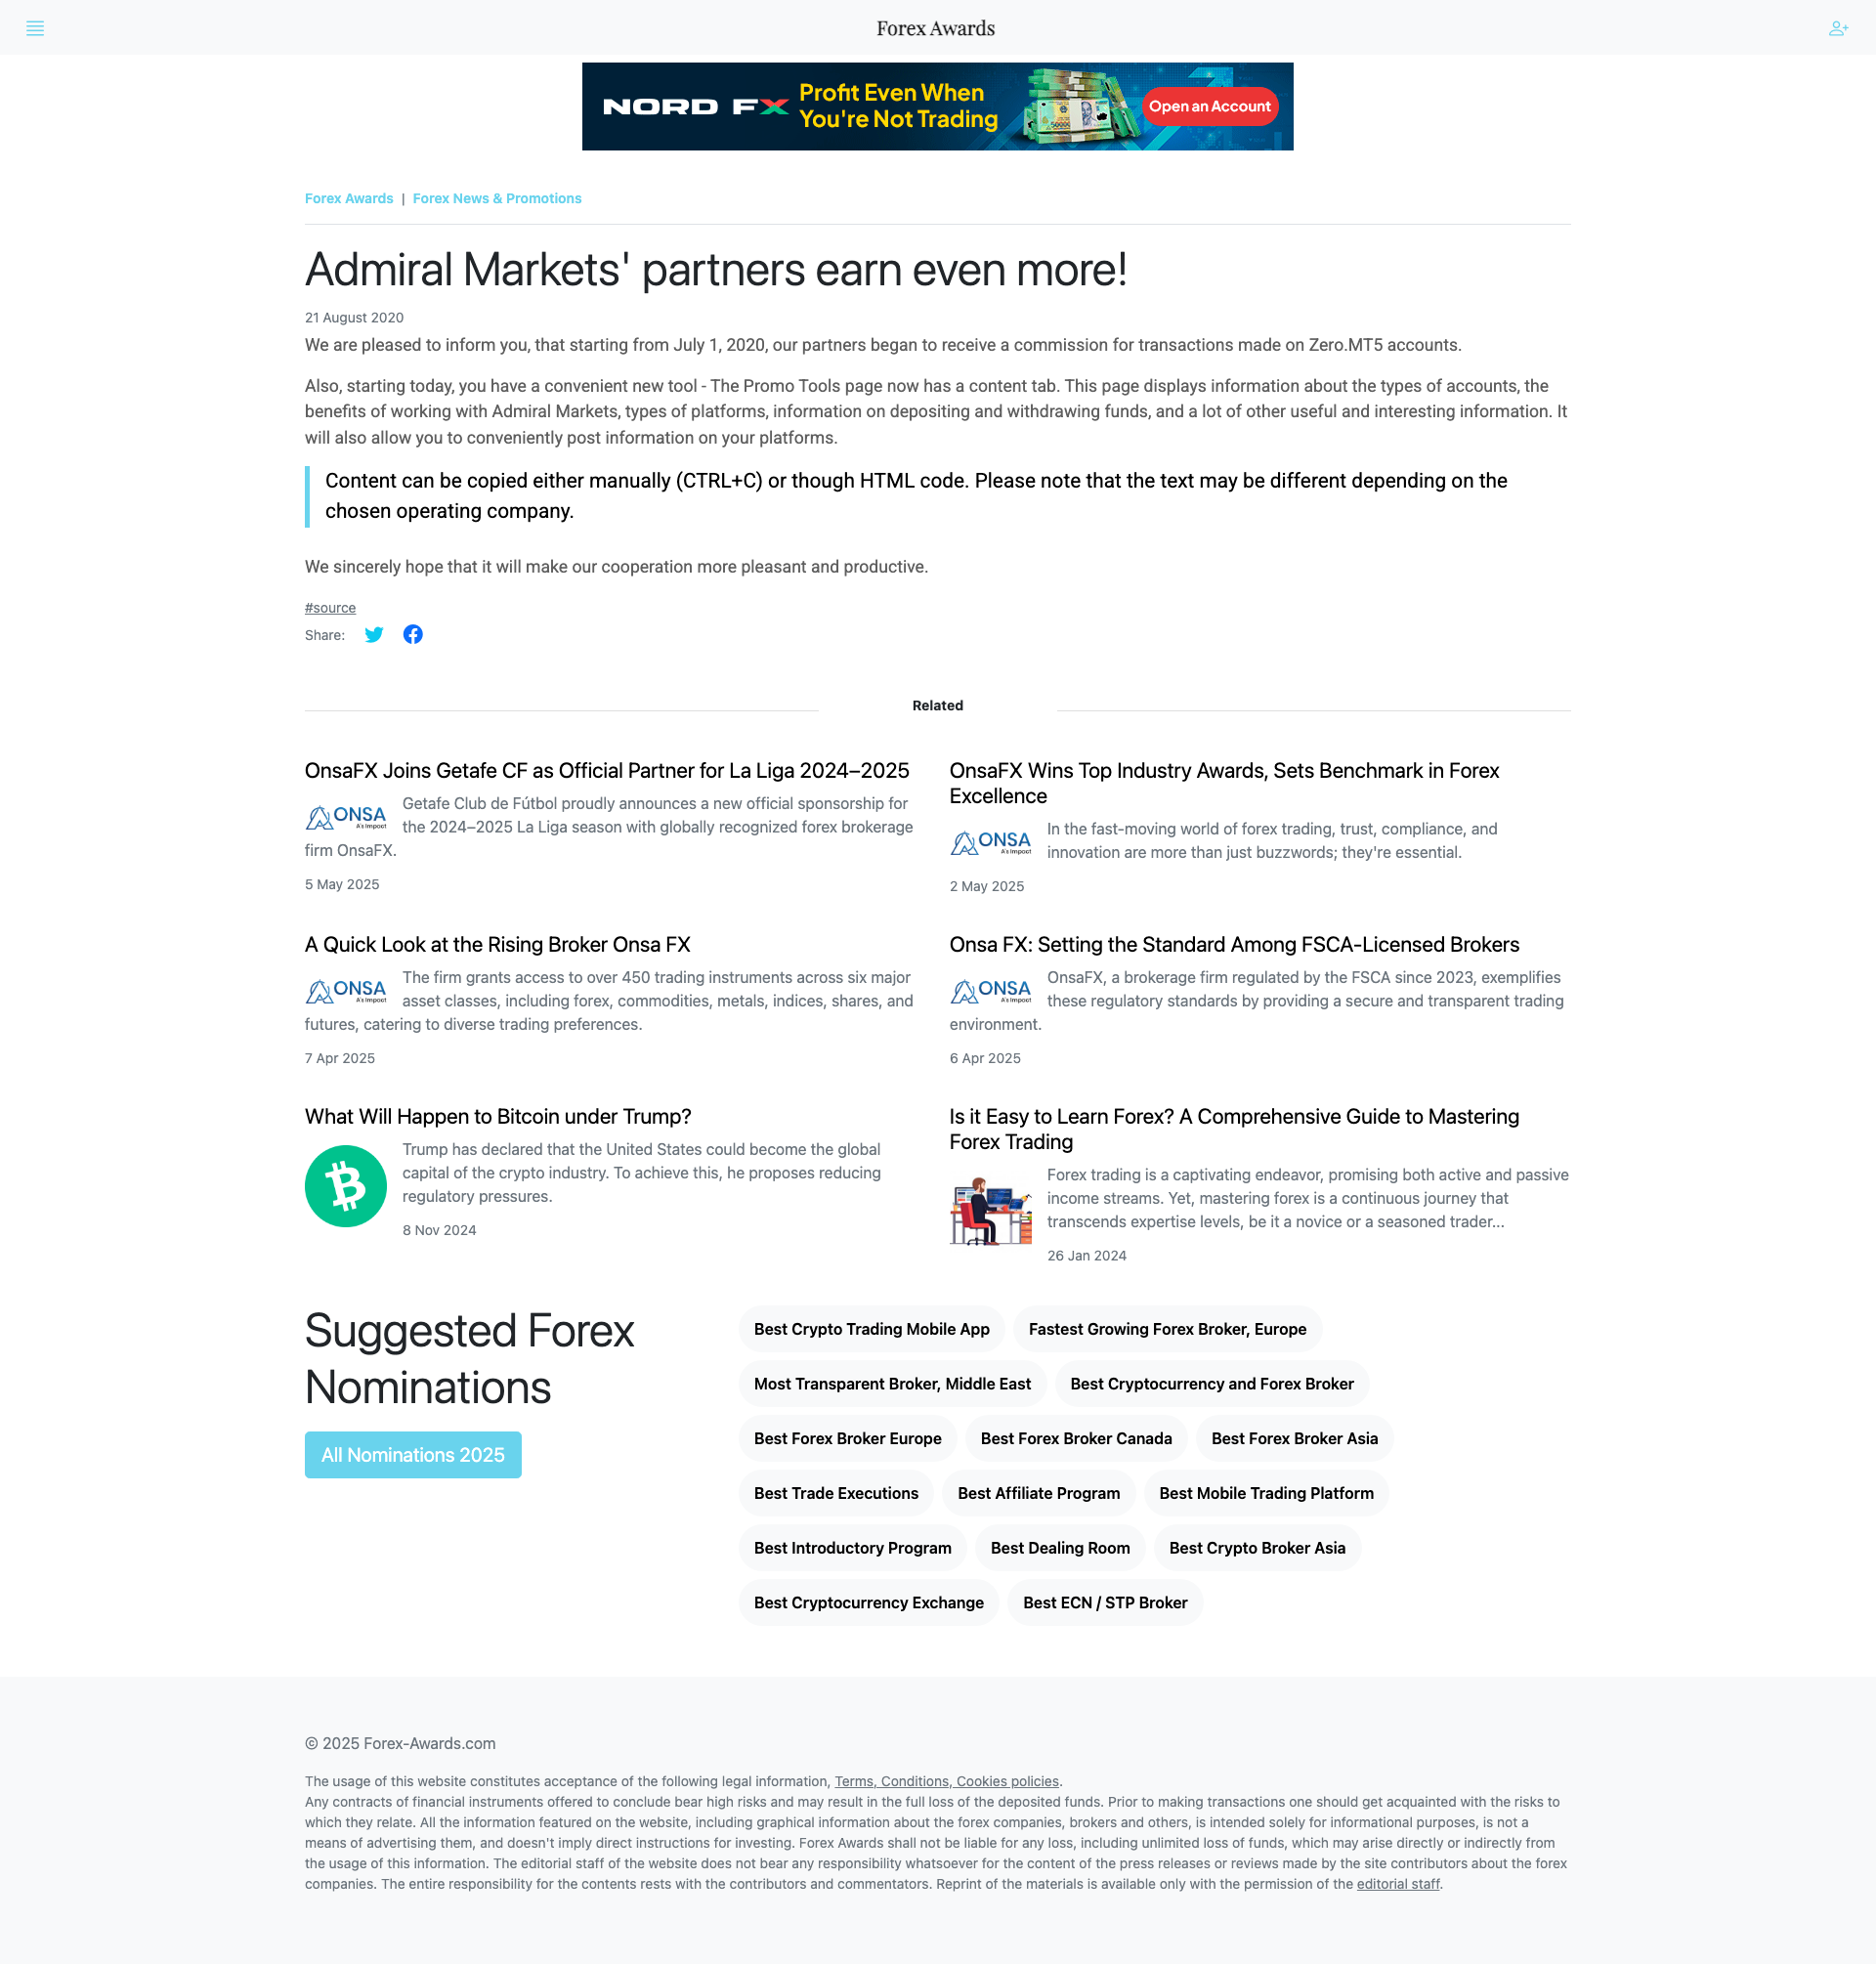 Forex Awards
NORD FX
Profit Even When
You're Not Trading
Open an Account
Forex Awards | Forex News & Promotions
Admiral Markets' partners earn even more!
21 August 2020
We are pleased to inform you, that starting from July 1, 2020, our partners began to receive a commission for transactions made on Zero.MT5 accounts.
Also, starting today, you have a convenient new tool - The Promo Tools page now has a content tab. This page displays information about the types of accounts, the
benefits of working with Admiral Markets, types of platforms, information on depositing and withdrawing funds, and a lot of other useful and interesting information. It
will also allow you to conveniently post information on your platforms.
Content can be copied either manually (CTRL+C) or though HTML code. Please note that the text may be different depending on the
chosen operating company.
We sincerely hope that it will make our cooperation more pleasant and productive.
#source
Share:
Related
OnsaFX Joins Getafe CF as Official Partner for La Liga 2024–2025
ONSA
A's Impact
Getafe Club de Fútbol proudly announces a new official sponsorship for
the 2024–2025 La Liga season with globally recognized forex brokerage
firm OnsaFX.
5 May 2025
OnsaFX Wins Top Industry Awards, Sets Benchmark in Forex
Excellence
ONSA
A's Impact
In the fast-moving world of forex trading, trust, compliance, and
innovation are more than just buzzwords; they're essential.
2 May 2025
A Quick Look at the Rising Broker Onsa FX
ONSA
A's Impact
The firm grants access to over 450 trading instruments across six major
asset classes, including forex, commodities, metals, indices, shares, and
futures, catering to diverse trading preferences.
7 Apr 2025
Onsa FX: Setting the Standard Among FSCA-Licensed Brokers
ONSA
A's Impact
OnsaFX, a brokerage firm regulated by the FSCA since 2023, exemplifies
these regulatory standards by providing a secure and transparent trading
environment.
6 Apr 2025
What Will Happen to Bitcoin under Trump?
Trump has declared that the United States could become the global
capital of the crypto industry. To achieve this, he proposes reducing
regulatory pressures.
8 Nov 2024
Is it Easy to Learn Forex? A Comprehensive Guide to Mastering
Forex Trading
Forex trading is a captivating endeavor, promising both active and passive
income streams. Yet, mastering forex is a continuous journey that
transcends expertise levels, be it a novice or a seasoned trader...
26 Jan 2024
Suggested Forex
Nominations
All Nominations 2025
Best Crypto Trading Mobile App
Fastest Growing Forex Broker, Europe
Most Transparent Broker, Middle East
Best Cryptocurrency and Forex Broker
Best Forex Broker Europe
Best Forex Broker Canada
Best Forex Broker Asia
Best Trade Executions
Best Affiliate Program
Best Mobile Trading Platform
Best Introductory Program
Best Dealing Room
Best Crypto Broker Asia
Best Cryptocurrency Exchange
Best ECN / STP Broker
© 2025 Forex-Awards.com
The usage of this website constitutes acceptance of the following legal information, Terms, Conditions, Cookies policies.
Any contracts of financial instruments offered to conclude bear high risks and may result in the full loss of the deposited funds. Prior to making transactions one should get acquainted with the risks to
which they relate. All the information featured on the website, including graphical information about the forex companies, brokers and others, is intended solely for informational purposes, is not a
means of advertising them, and doesn't imply direct instructions for investing. Forex Awards shall not be liable for any loss, including unlimited loss of funds, which may arise directly or indirectly from
the usage of this information. The editorial staff of the website does not bear any responsibility whatsoever for the content of the press releases or reviews made by the site contributors about the forex
companies. The entire responsibility for the contents rests with the contributors and commentators. Reprint of the materials is available only with the permission of the editorial staff.